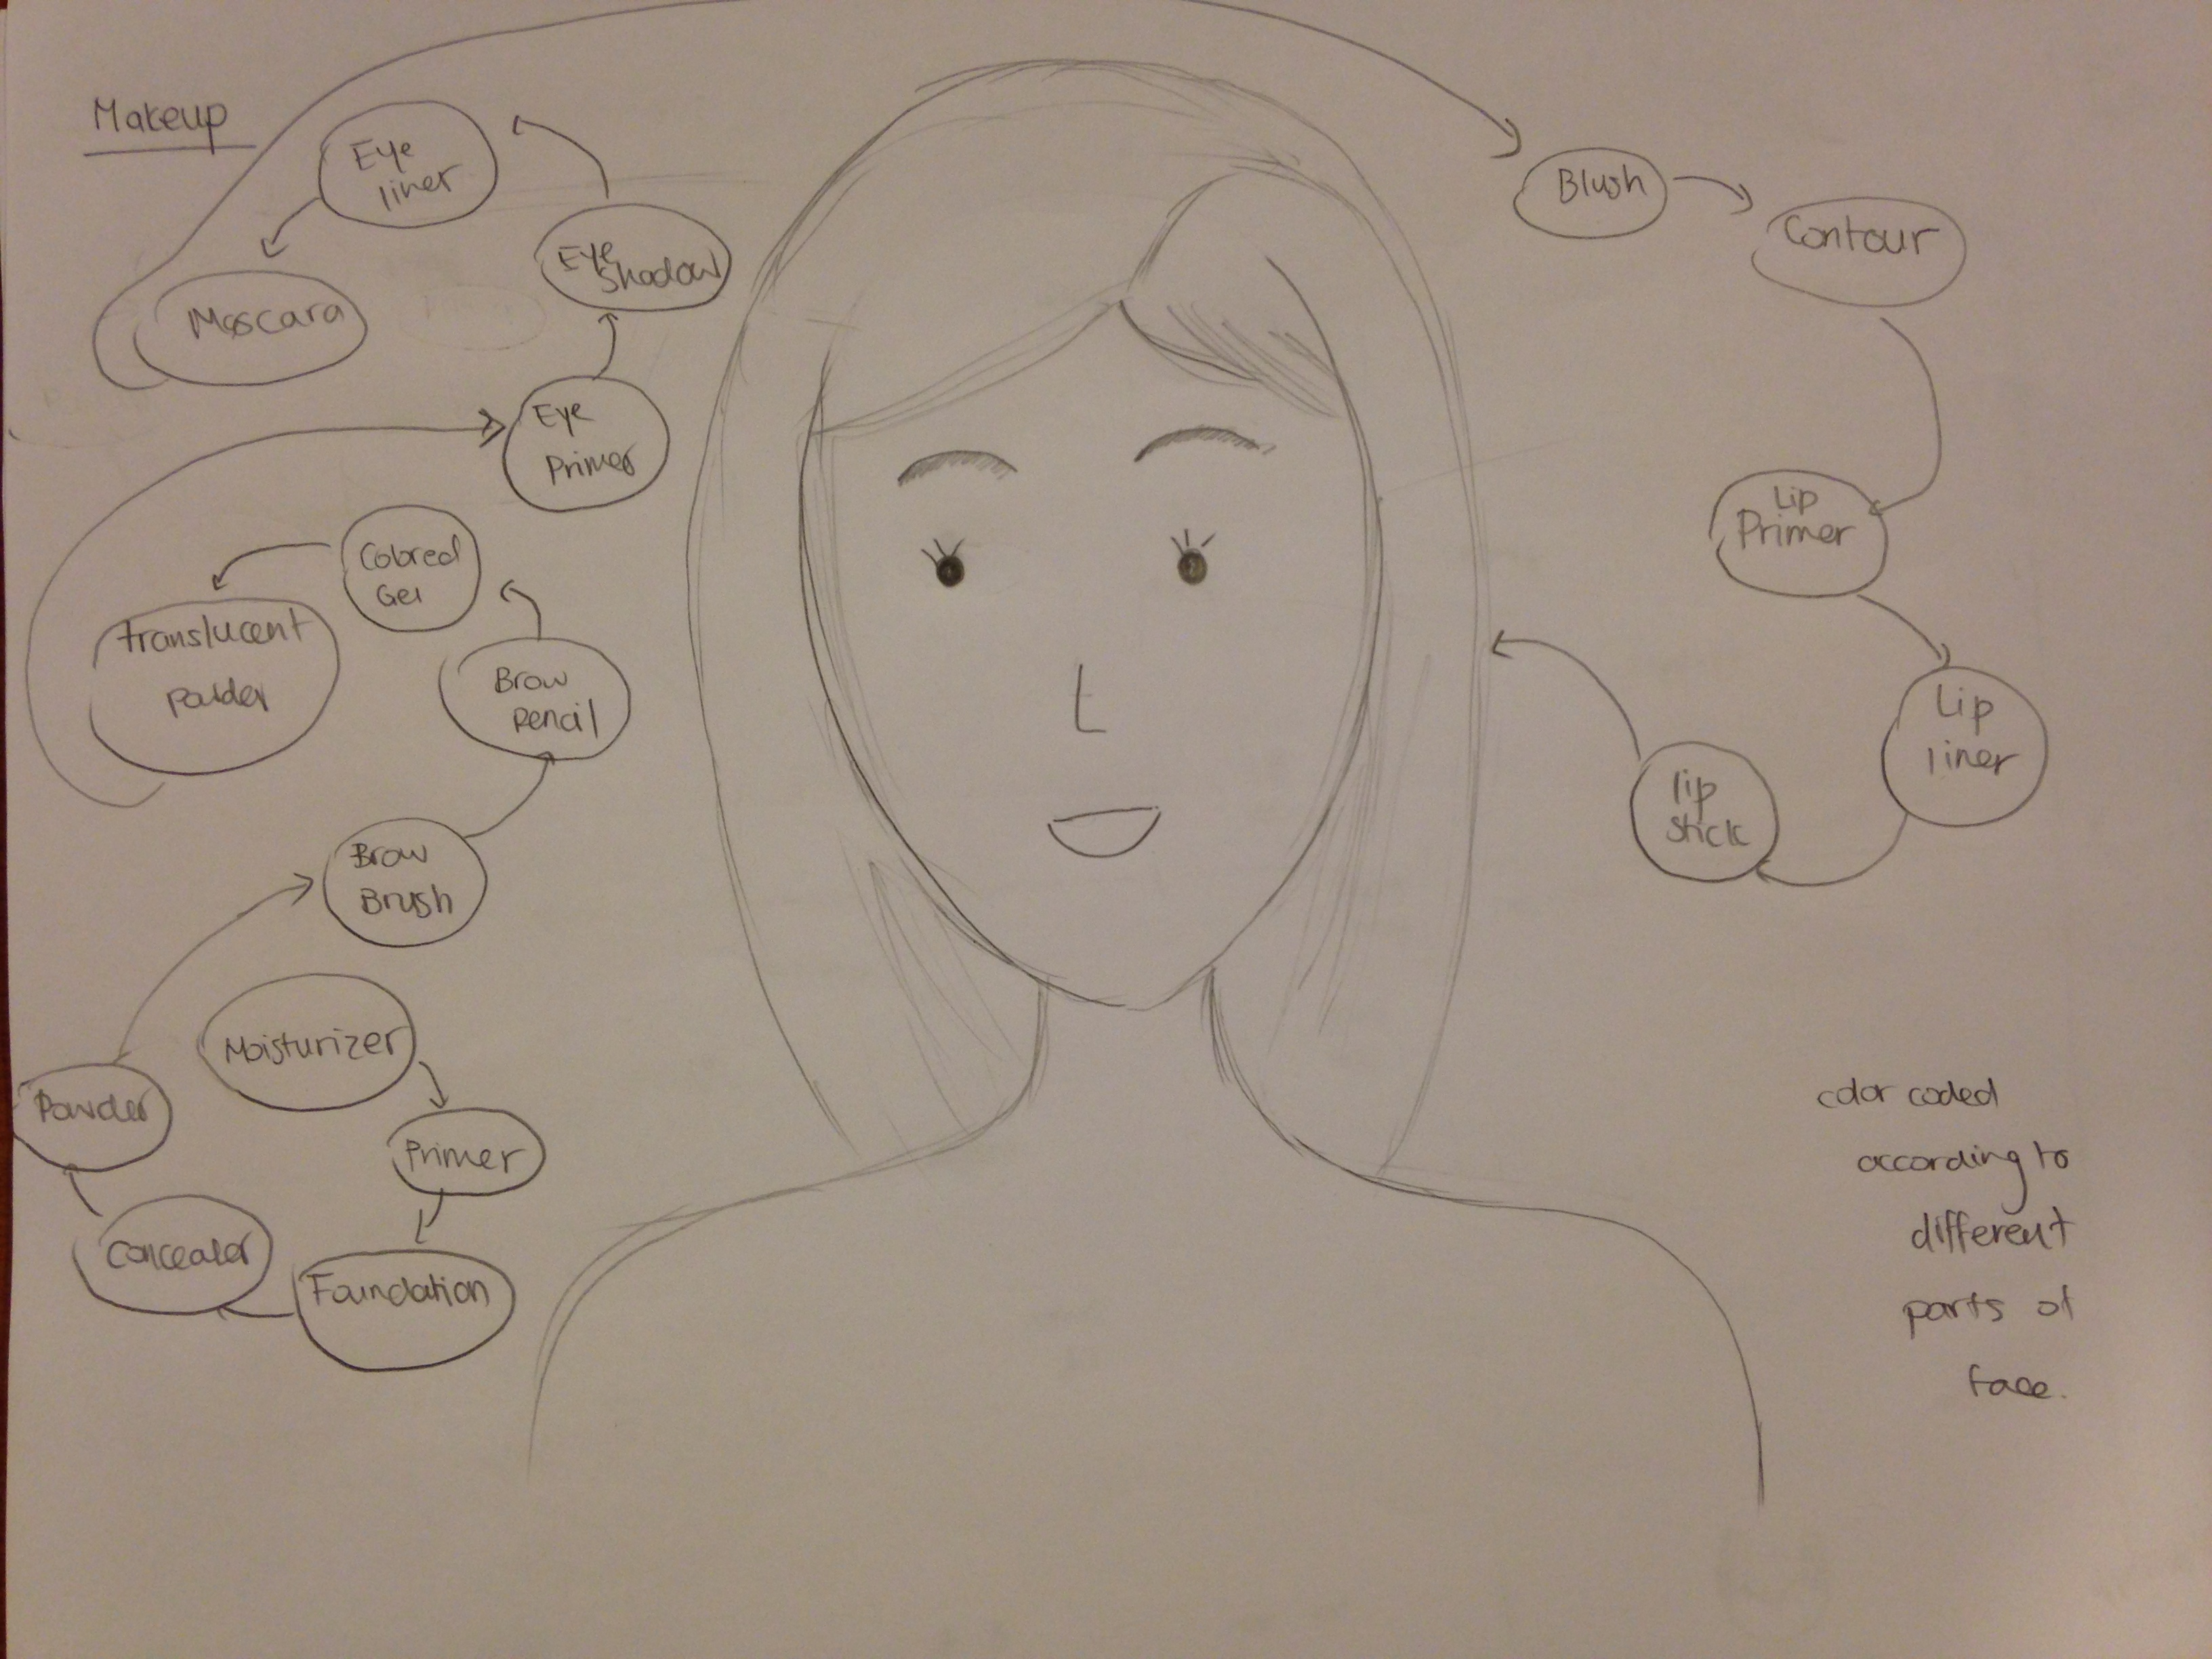 Makeup
Eye
liner
Eye
Shadow
Mascara
Eye
Primer
Colored
Gel
Translucent
Powder
Brow
Pencil
Brow
Brush
Moisturizer
Powder
Primer
Concealer
Foundation
Blush
Contour
Lip
Primer
Lip
liner
lip
stick
color coded
according to
different
parts of
face.